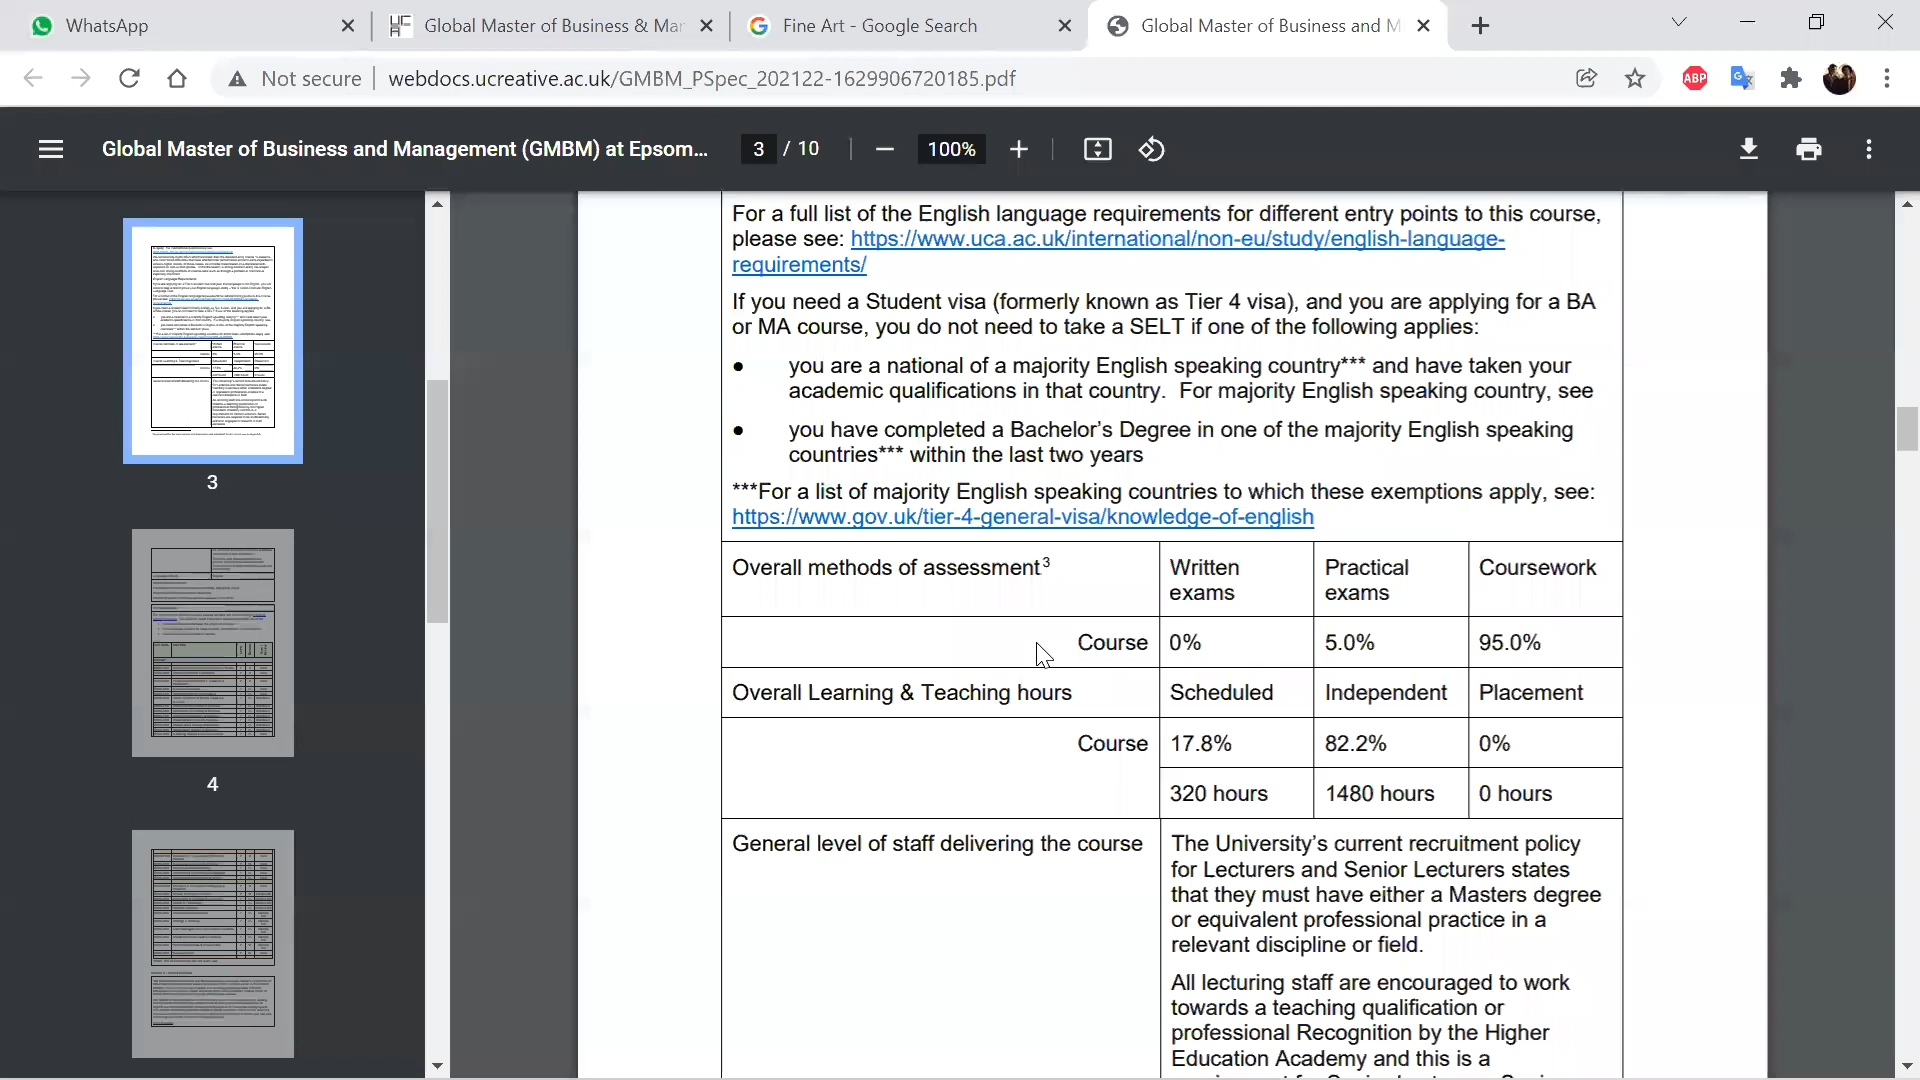 WhatsApp
Global Master of Business & Mar
Fine Art - Google Search
Global Master of Business and M
Not secure
webdocs.ucreative.ac.uk/GMBM_PSpec_202122-1629906720185.pdf
ABP
Global Master of Business and Management (GMBM) at Epsom...
3 / 10
100%
3
4
For a full list of the English language requirements for different entry points to this course,
please see: https://www.uca.ac.uk/international/non-eu/study/english-language-
requirements/
If you need a Student visa (formerly known as Tier 4 visa), and you are applying for a BA
or MA course, you do not need to take a SELT if one of the following applies:
● you are a national of a majority English speaking country*** and have taken your
academic qualifications in that country.  For majority English speaking country, see
● you have completed a Bachelor's Degree in one of the majority English speaking
countries*** within the last two years
***For a list of majority English speaking countries to which these exemptions apply, see:
https://www.gov.uk/tier-4-general-visa/knowledge-of-english
Overall methods of assessment3
Written
exams
Practical
exams
Coursework
Course 0% 5.0% 95.0%
Overall Learning & Teaching hours Scheduled Independent Placement
Course 17.8% 82.2% 0%
320 hours 1480 hours 0 hours
General level of staff delivering the course
The University's current recruitment policy
for Lecturers and Senior Lecturers states
that they must have either a Masters degree
or equivalent professional practice in a
relevant discipline or field.
All lecturing staff are encouraged to work
towards a teaching qualification or
professional Recognition by the Higher
Education Academy and this is a